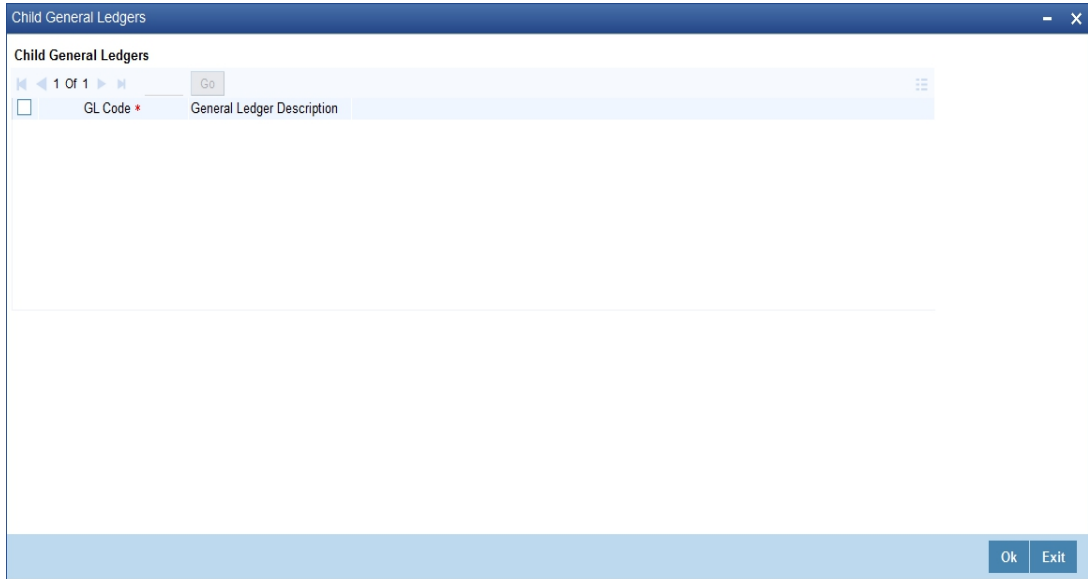 Child General Ledgers
Child General Ledgers
1 Of 1 Go
GL Code * General Ledger Description
Ok Exit